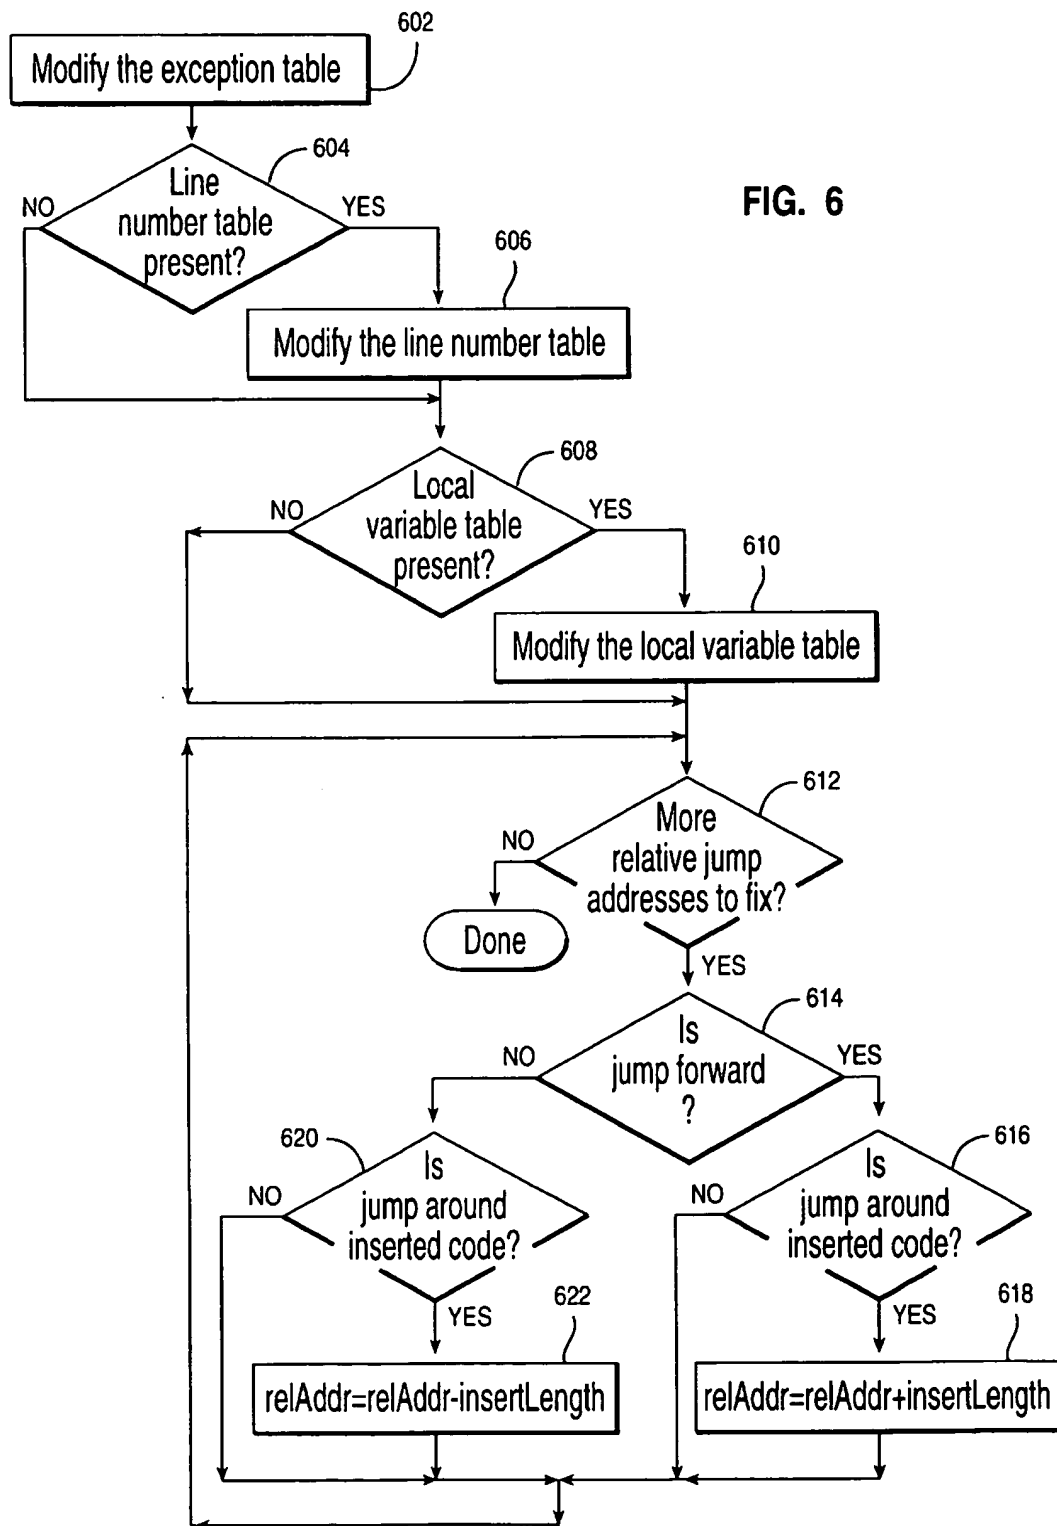 602
Modify the exception table
604
Line
number table
present?
NO
YES
FIG. 6
606
Modify the line number table
608
Local
variable table
present?
NO
YES
610
Modify the local variable table
612
More
relative jump
addresses to fix?
NO
Done
YES
614
Is
jump forward
?
NO
YES
620
Is
jump around
inserted code?
NO
616
Is
jump around
inserted code?
NO
YES
622
YES
618
relAddr=relAddr-insertLength
relAddr=relAddr+insertLength